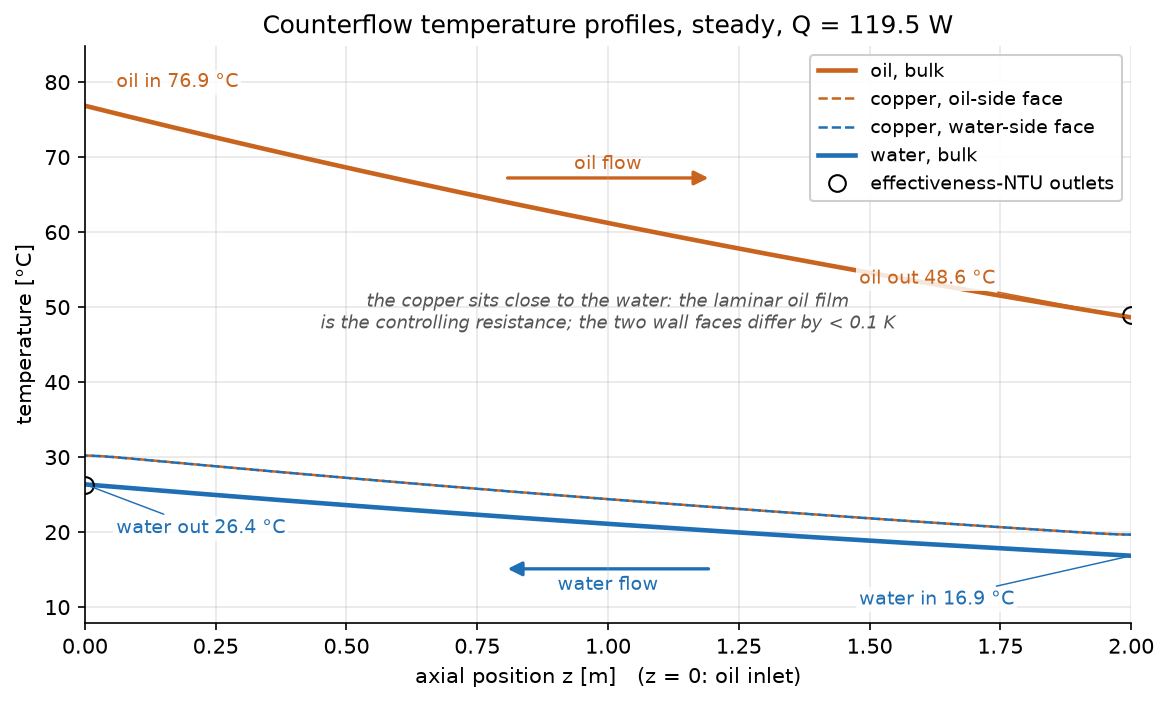 Counterflow temperature profiles, steady, Q = 119.5 W
oil in 76.9 °C
oil, bulk
copper, oil-side face
copper, water-side face
water, bulk
effectiveness-NTU outlets
oil flow
oil out 48.6 °C
the copper sits close to the water: the laminar oil film
is the controlling resistance; the two wall faces differ by < 0.1 K
water out 26.4 °C
water flow
water in 16.9 °C
temperature [°C]
80
70
60
50
40
30
20
10
0.00 0.25 0.50 0.75 1.00 1.25 1.50 1.75 2.00
axial position z [m] (z = 0: oil inlet)